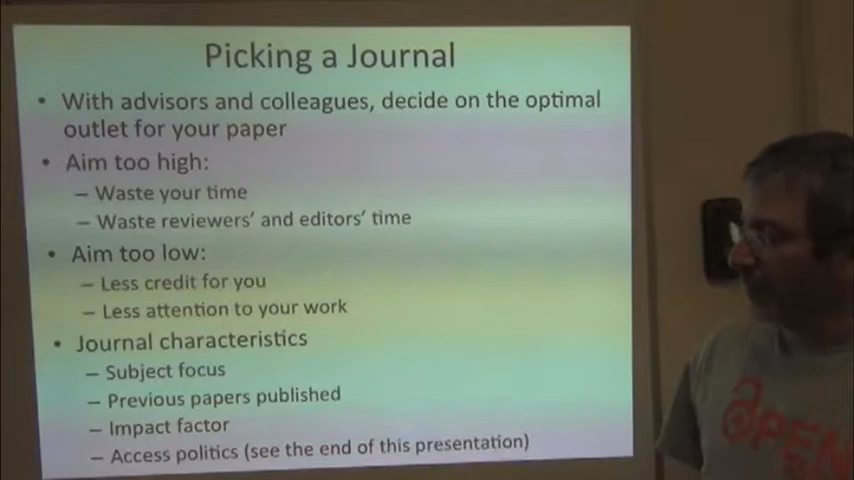 Picking a Journal
• With advisors and colleagues, decide on the optimal
outlet for your paper
• Aim too high:
– Waste your time
– Waste reviewers' and editors' time
• Aim too low:
– Less credit for you
– Less attention to your work
• Journal characteristics
– Subject focus
– Previous papers published
– Impact factor
– Access politics (see the end of this presentation)
OPEN